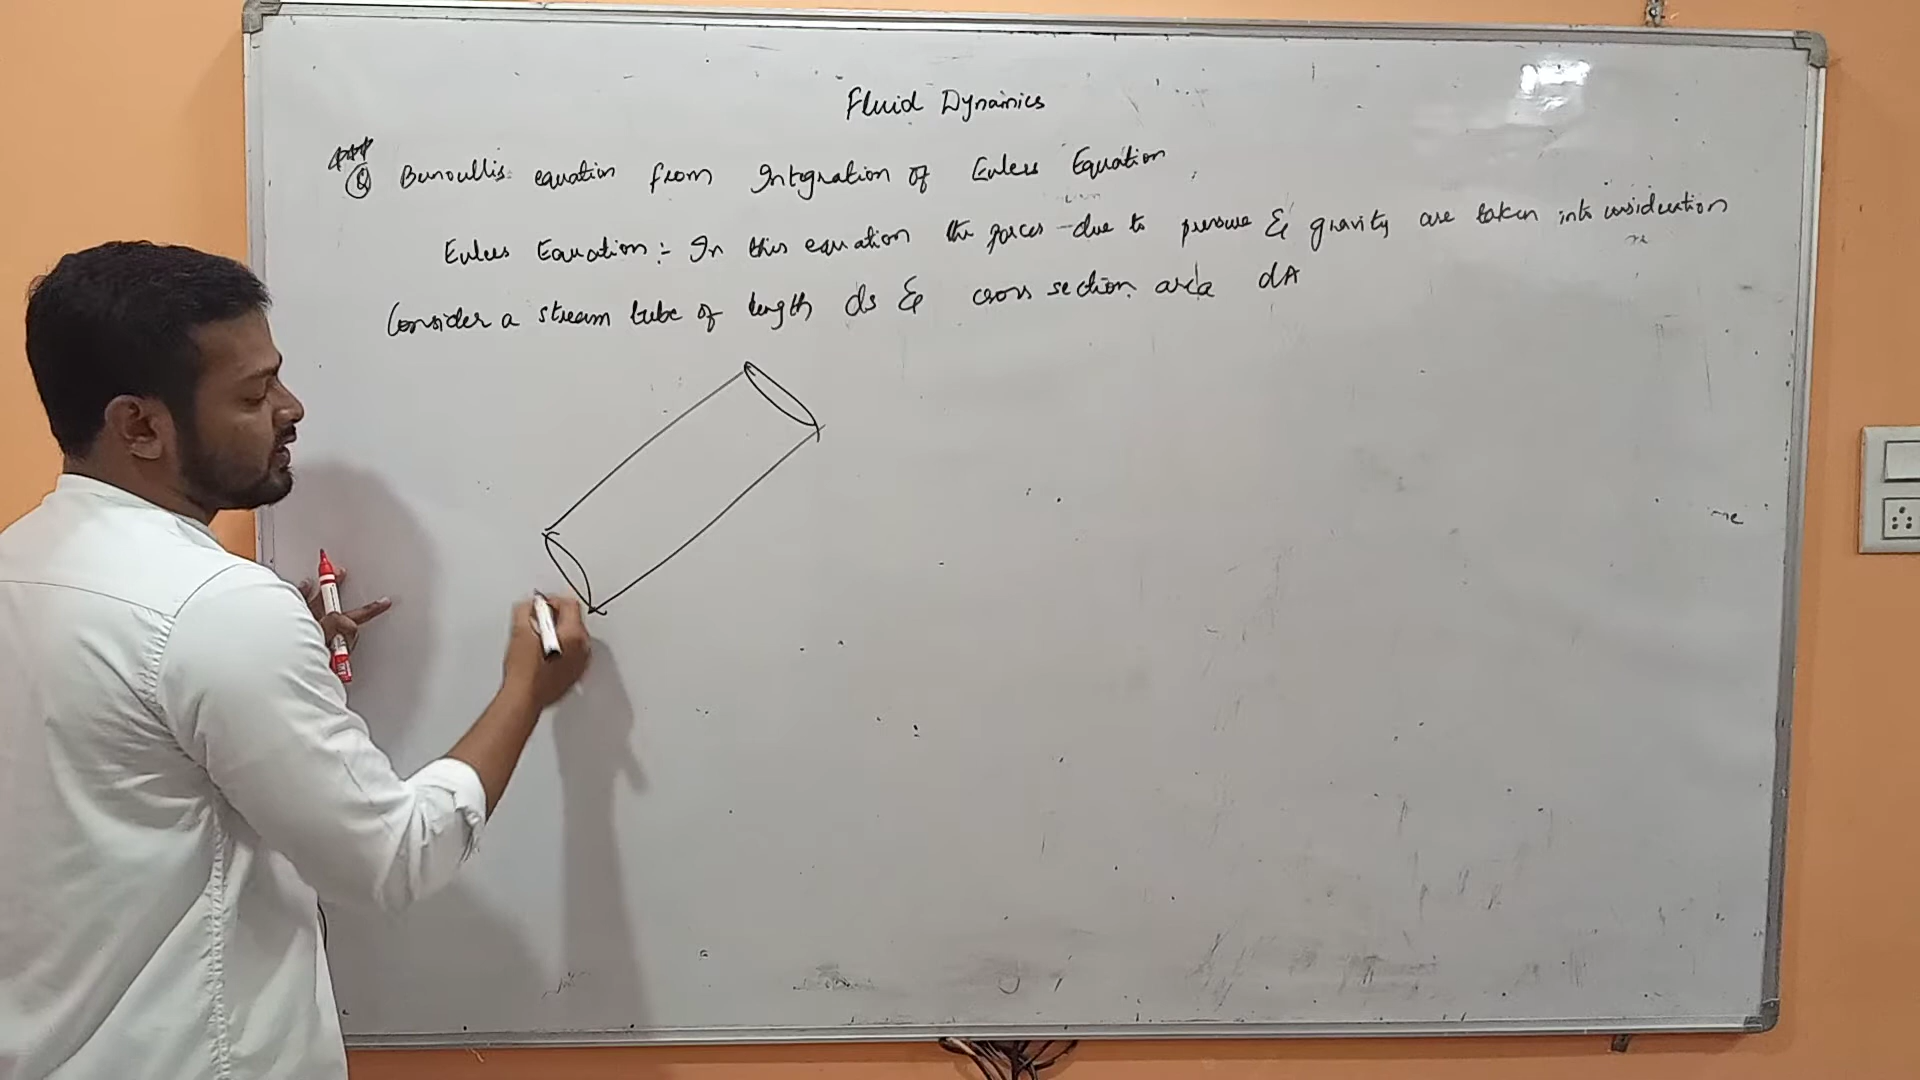 Fluid Dynamics
Q Bernoullis equation from Integration of Eulers Equation
Eulers Equation :- In this equation the forces due to pressure & gravity are taken into consideration
Consider a stream tube of length ds & cross section area dA